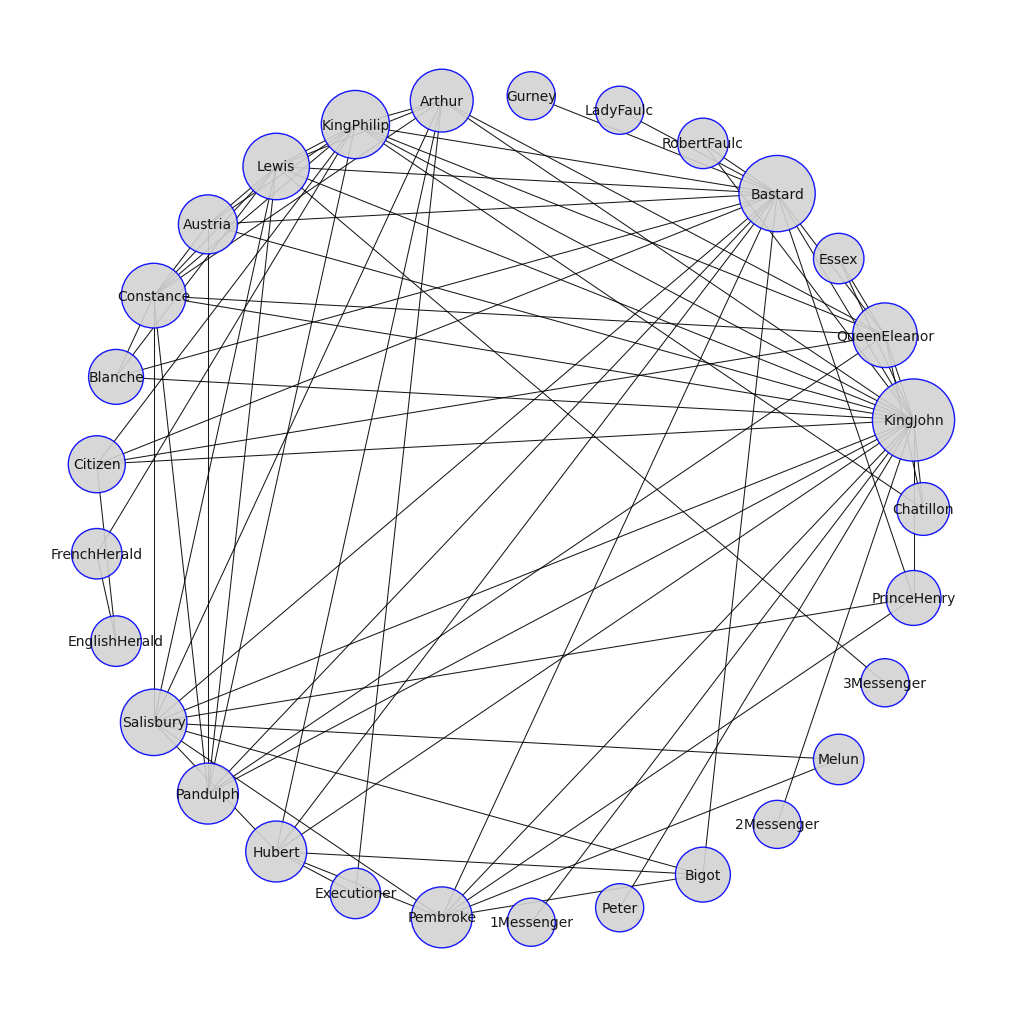 Gurney
Arthur
LadyFaulc
KingPhilip
RobertFaulc
Lewis
Bastard
Austria
Essex
Constance
QueenEleanor
Blanche
KingJohn
Citizen
Chatillon
FrenchHerald
PrinceHenry
EnglishHerald
3Messenger
Salisbury
Melun
Pandulph
2Messenger
Hubert
Bigot
Executioner
Peter
Pembroke
1Messenger